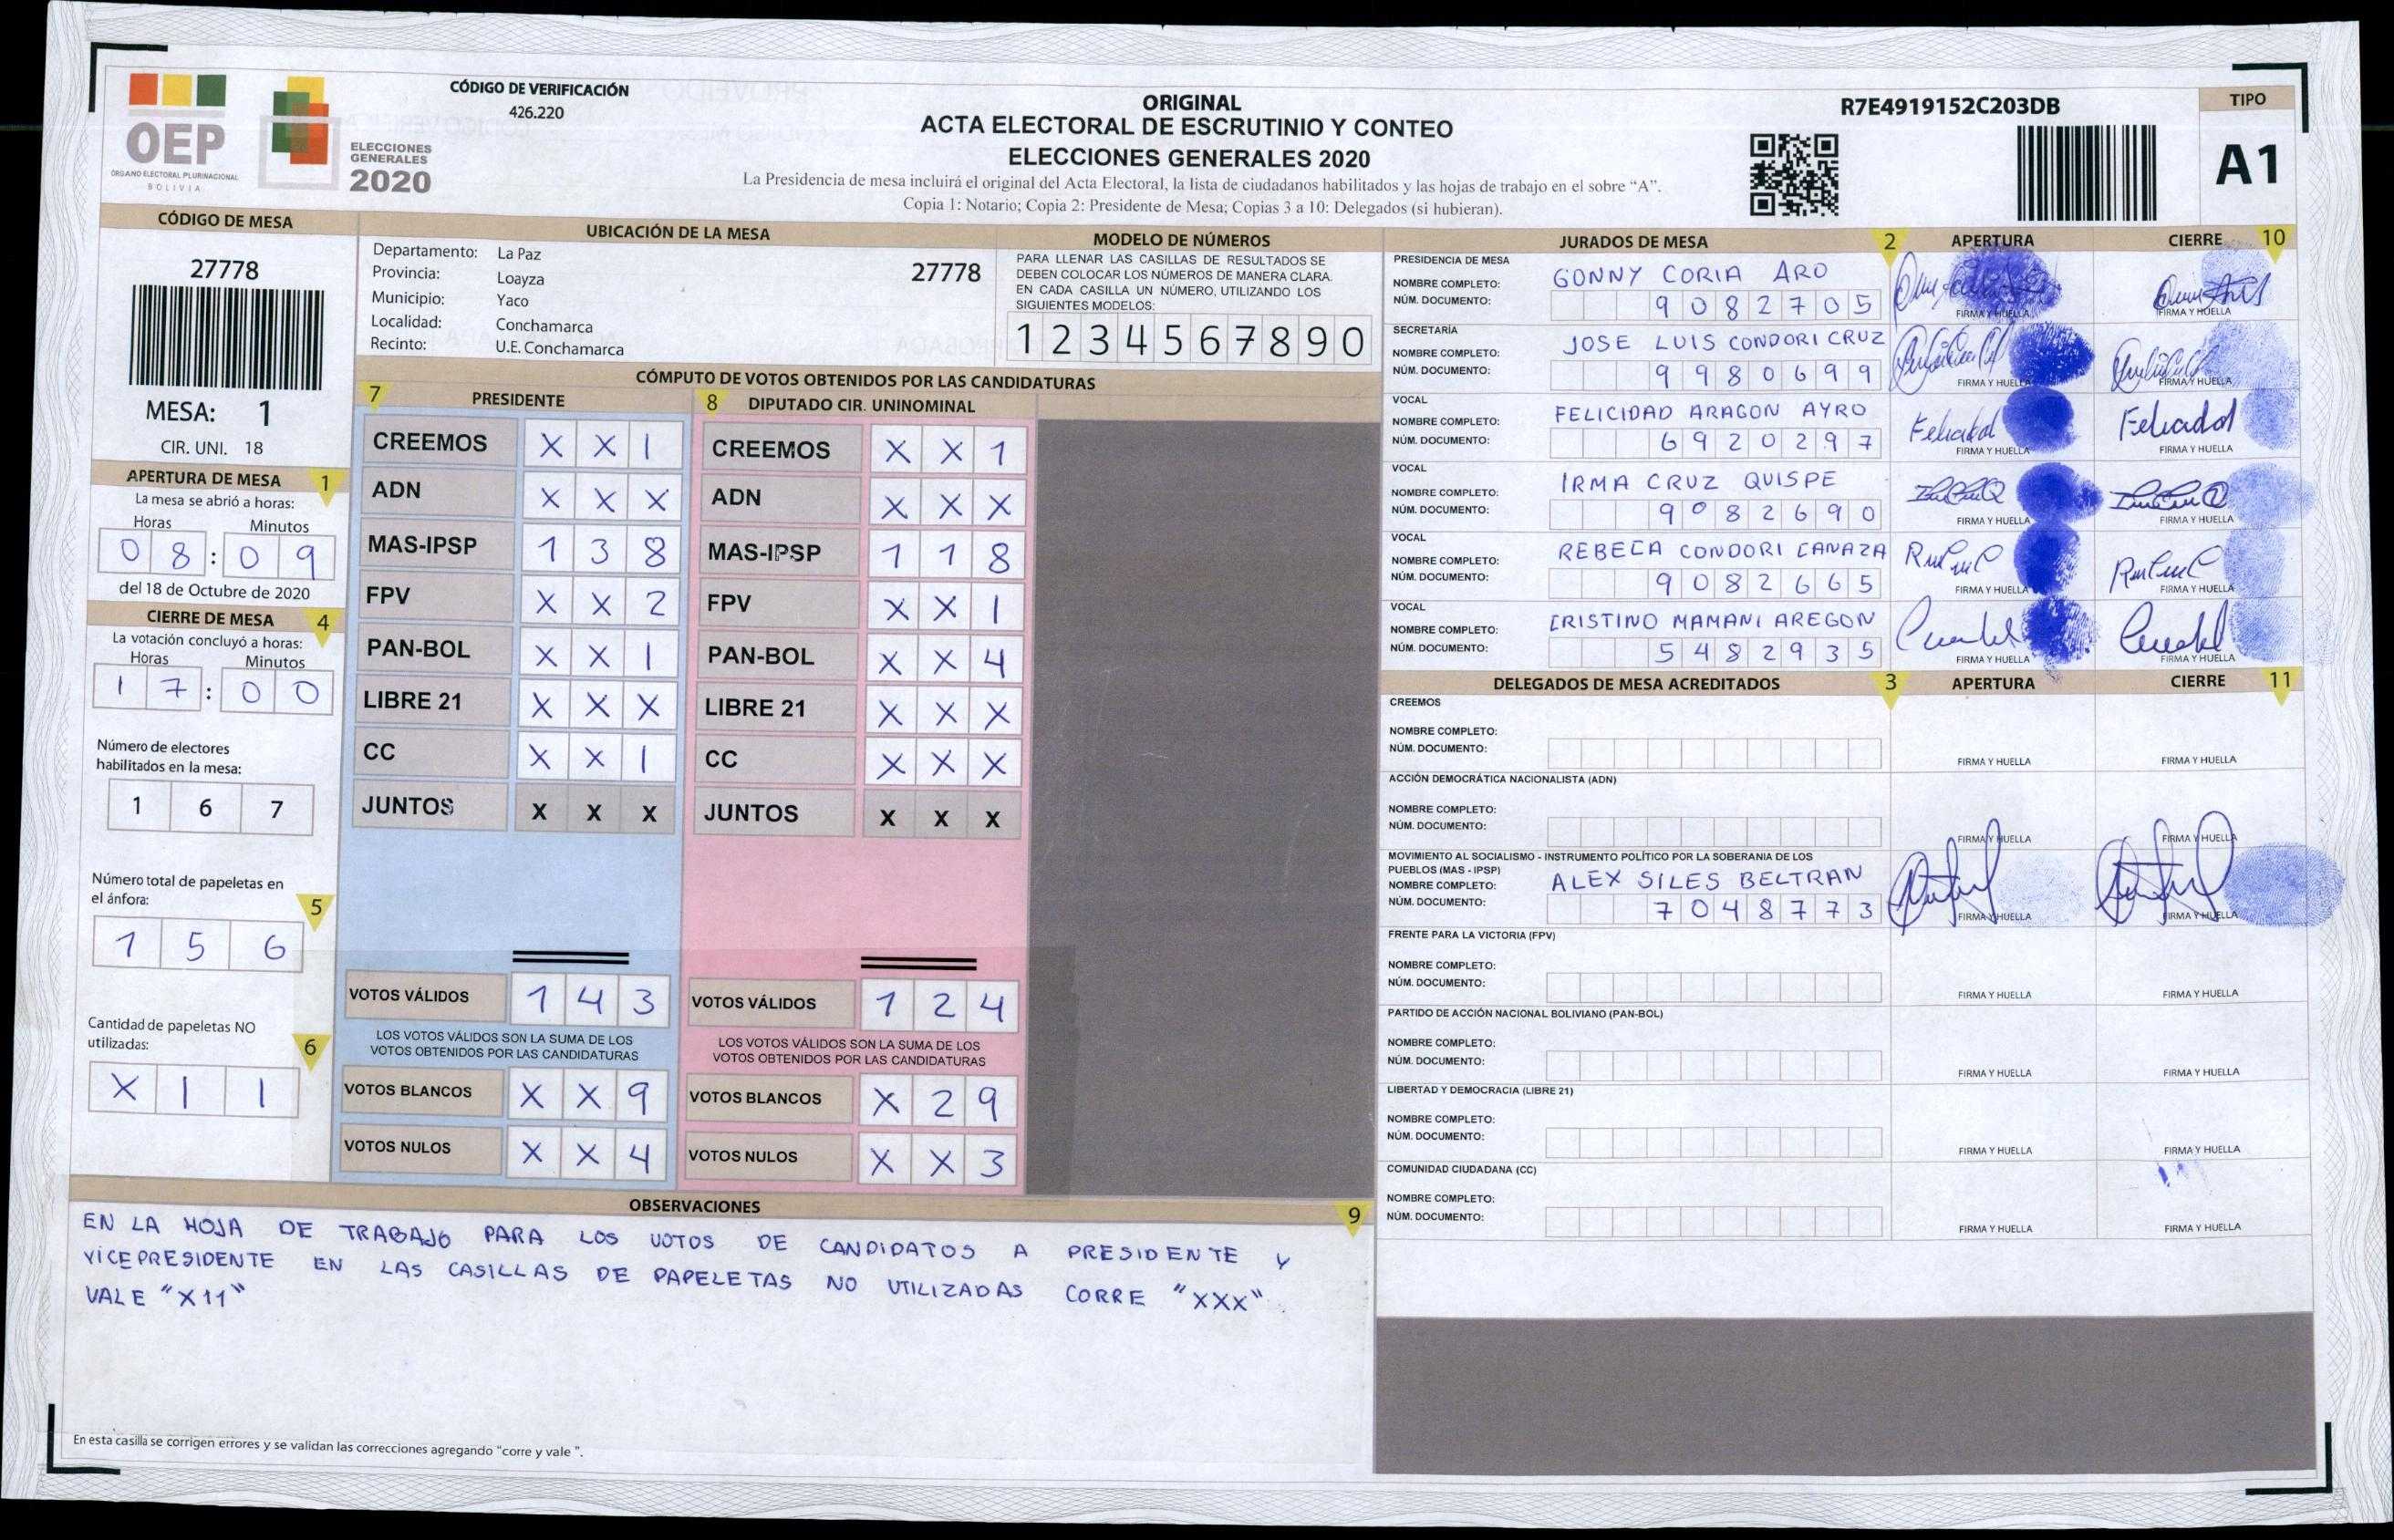 OEP
ÓRGANO ELECTORAL PLURINACIONAL
BOLIVIA
ELECCIONES
GENERALES
2020
CÓDIGO DE VERIFICACIÓN
426.220
ORIGINAL
ACTA ELECTORAL DE ESCRUTINIO Y CONTEO
ELECCIONES GENERALES 2020
La Presidencia de mesa incluirá el original del Acta Electoral, la lista de ciudadanos habilitados y las hojas de trabajo en el sobre “A”.
Copia 1: Notario; Copia 2: Presidente de Mesa; Copias 3 a 10: Delegados (si hubieran).
R7E4919152C203DB
TIPO
A1
CÓDIGO DE MESA
27778
MESA: 1
CIR. UNI. 18
APERTURA DE MESA 1
La mesa se abrió a horas:
Horas Minutos
0 8 : 0 9
del 18 de Octubre de 2020
CIERRE DE MESA 4
La votación concluyó a horas:
Horas Minutos
1 7 : 0 0
Número de electores
habilitados en la mesa:
1 6 7
Número total de papeletas en
el ánfora: 5
1 5 6
Cantidad de papeletas NO
utilizadas: 6
X 1 1
UBICACIÓN DE LA MESA
Departamento: La Paz 27778
Provincia: Loayza
Municipio: Yaco
Localidad: Conchamarca
Recinto: U.E. Conchamarca
MODELO DE NÚMEROS
PARA LLENAR LAS CASILLAS DE RESULTADOS SE
DEBEN COLOCAR LOS NÚMEROS DE MANERA CLARA.
EN CADA CASILLA UN NÚMERO, UTILIZANDO LOS
SIGUIENTES MODELOS:
1 2 3 4 5 6 7 8 9 0
CÓMPUTO DE VOTOS OBTENIDOS POR LAS CANDIDATURAS
7 PRESIDENTE
CREEMOS X X 1
ADN X X X
MAS-IPSP 1 3 8
FPV X X 2
PAN-BOL X X 1
LIBRE 21 X X X
CC X X 1
JUNTOS X X X
VOTOS VÁLIDOS 1 4 3
LOS VOTOS VÁLIDOS SON LA SUMA DE LOS
VOTOS OBTENIDOS POR LAS CANDIDATURAS
VOTOS BLANCOS X X 9
VOTOS NULOS X X 4
8 DIPUTADO CIR. UNINOMINAL
CREEMOS X X 1
ADN X X X
MAS-IPSP 1 1 8
FPV X X 1
PAN-BOL X X 4
LIBRE 21 X X X
CC X X X
JUNTOS X X X
VOTOS VÁLIDOS 1 2 4
LOS VOTOS VÁLIDOS SON LA SUMA DE LOS
VOTOS OBTENIDOS POR LAS CANDIDATURAS
VOTOS BLANCOS X 2 9
VOTOS NULOS X X 3
OBSERVACIONES 9
EN LA HOJA DE TRABAJO PARA LOS VOTOS DE CANDIDATOS A PRESIDENTE Y
VICEPRESIDENTE EN LAS CASILLAS DE PAPELETAS NO UTILIZADAS CORRE "XXX"
VALE "X11"
En esta casilla se corrigen errores y se validan las correcciones agregando "corre y vale ".
JURADOS DE MESA 2 APERTURA CIERRE 10
PRESIDENCIA DE MESA
NOMBRE COMPLETO: GONNY CORIA ARO
NÚM. DOCUMENTO: 9 0 8 2 7 0 5
FIRMA Y HUELLA FIRMA Y HUELLA
SECRETARÍA
NOMBRE COMPLETO: JOSE LUIS CONDORI CRUZ
NÚM. DOCUMENTO: 9 9 8 0 6 9 9
FIRMA Y HUELLA FIRMA Y HUELLA
VOCAL
NOMBRE COMPLETO: FELICIDAD ARAGON AYRO
NÚM. DOCUMENTO: 6 9 2 0 2 9 7
FIRMA Y HUELLA FIRMA Y HUELLA
VOCAL
NOMBRE COMPLETO: IRMA CRUZ QUISPE
NÚM. DOCUMENTO: 9 0 8 2 6 9 0
FIRMA Y HUELLA FIRMA Y HUELLA
VOCAL
NOMBRE COMPLETO: REBECA CONDORI CANAZA
NÚM. DOCUMENTO: 9 0 8 2 6 6 5
FIRMA Y HUELLA FIRMA Y HUELLA
VOCAL
NOMBRE COMPLETO: CRISTINO MAMANI AREGON
NÚM. DOCUMENTO: 5 4 8 2 9 3 5
FIRMA Y HUELLA FIRMA Y HUELLA
DELEGADOS DE MESA ACREDITADOS 3 APERTURA CIERRE 11
CREEMOS
NOMBRE COMPLETO:
NÚM. DOCUMENTO:
FIRMA Y HUELLA FIRMA Y HUELLA
ACCIÓN DEMOCRÁTICA NACIONALISTA (ADN)
NOMBRE COMPLETO:
NÚM. DOCUMENTO:
FIRMA Y HUELLA FIRMA Y HUELLA
MOVIMIENTO AL SOCIALISMO - INSTRUMENTO POLÍTICO POR LA SOBERANIA DE LOS
PUEBLOS (MAS - IPSP)
NOMBRE COMPLETO: ALEX SILES BELTRAN
NÚM. DOCUMENTO: 7 0 4 8 7 7 3
FIRMA Y HUELLA FIRMA Y HUELLA
FRENTE PARA LA VICTORIA (FPV)
NOMBRE COMPLETO:
NÚM. DOCUMENTO:
FIRMA Y HUELLA FIRMA Y HUELLA
PARTIDO DE ACCIÓN NACIONAL BOLIVIANO (PAN-BOL)
NOMBRE COMPLETO:
NÚM. DOCUMENTO:
FIRMA Y HUELLA FIRMA Y HUELLA
LIBERTAD Y DEMOCRACIA (LIBRE 21)
NOMBRE COMPLETO:
NÚM. DOCUMENTO:
FIRMA Y HUELLA FIRMA Y HUELLA
COMUNIDAD CIUDADANA (CC)
NOMBRE COMPLETO:
NÚM. DOCUMENTO:
FIRMA Y HUELLA FIRMA Y HUELLA